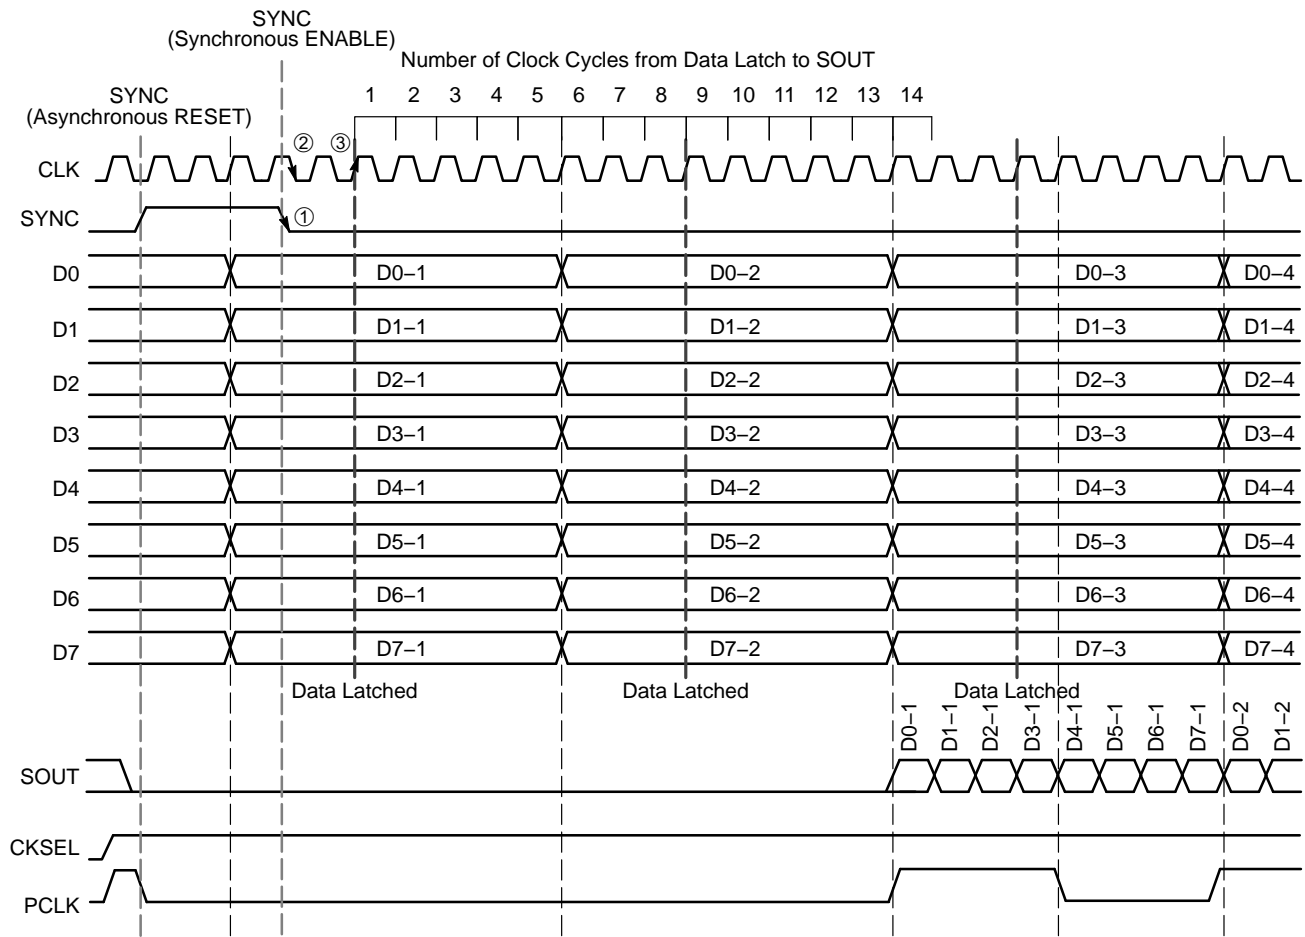 SYNC
(Synchronous ENABLE)
Number of Clock Cycles from Data Latch to SOUT
SYNC
(Asynchronous RESET)
1 2 3 4 5 6 7 8 9 10 11 12 13 14
② ③
CLK
SYNC ①
D0 D0–1 D0–2 D0–3 D0–4
D1 D1–1 D1–2 D1–3 D1–4
D2 D2–1 D2–2 D2–3 D2–4
D3 D3–1 D3–2 D3–3 D3–4
D4 D4–1 D4–2 D4–3 D4–4
D5 D5–1 D5–2 D5–3 D5–4
D6 D6–1 D6–2 D6–3 D6–4
D7 D7–1 D7–2 D7–3 D7–4
Data Latched Data Latched Data Latched
D0–1 D1–1 D2–1 D3–1 D4–1 D5–1 D6–1 D7–1 D0–2 D1–2
SOUT
CKSEL
PCLK